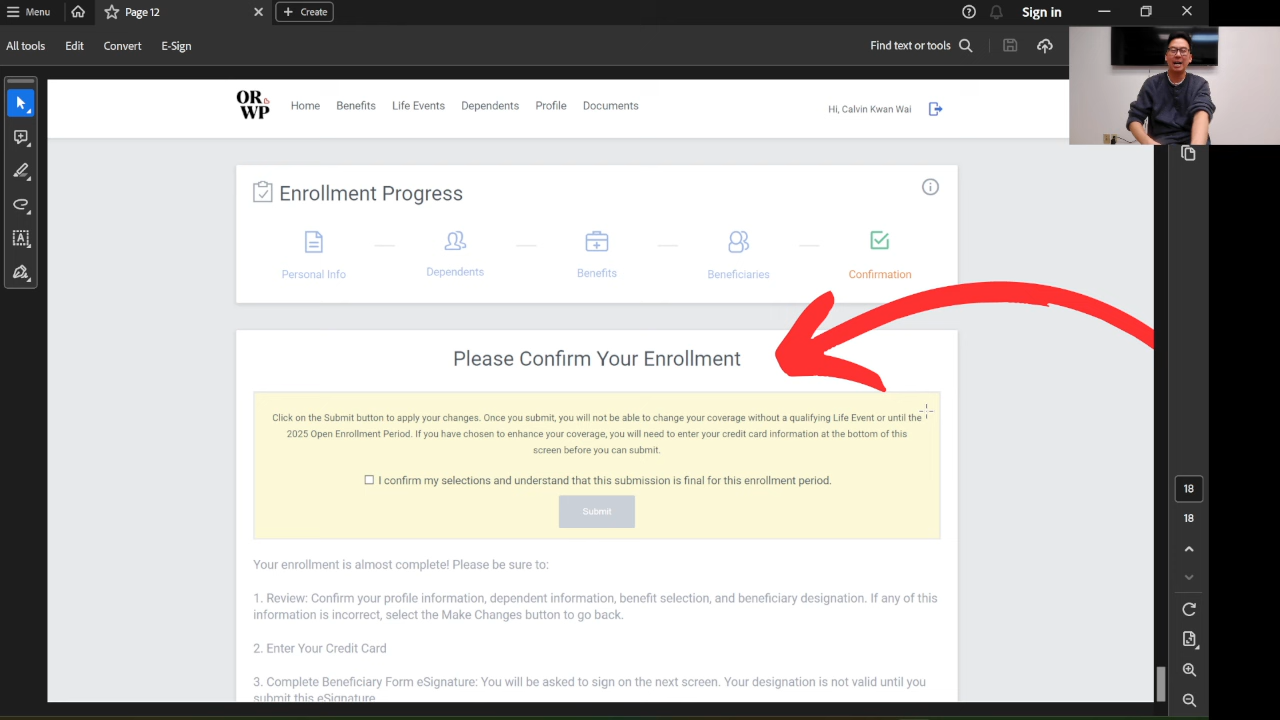 Menu
Page 12
Create
Sign in
All tools
Edit
Convert
E-Sign
Find text or tools
OR
WP
Home
Benefits
Life Events
Dependents
Profile
Documents
Hi, Calvin Kwan Wai
Enrollment Progress
Personal Info
Dependents
Benefits
Beneficiaries
Confirmation
Please Confirm Your Enrollment
Click on the Submit button to apply your changes. Once you submit, you will not be able to change your coverage without a qualifying Life Event or until the
2025 Open Enrollment Period. If you have chosen to enhance your coverage, you will need to enter your credit card information at the bottom of this
screen before you can submit.
I confirm my selections and understand that this submission is final for this enrollment period.
Submit
Your enrollment is almost complete! Please be sure to:
1. Review: Confirm your profile information, dependent information, benefit selection, and beneficiary designation. If any of this
information is incorrect, select the Make Changes button to go back.
2. Enter Your Credit Card
3. Complete Beneficiary Form eSignature: You will be asked to sign on the next screen. Your designation is not valid until you
submit this eSignature
18
18